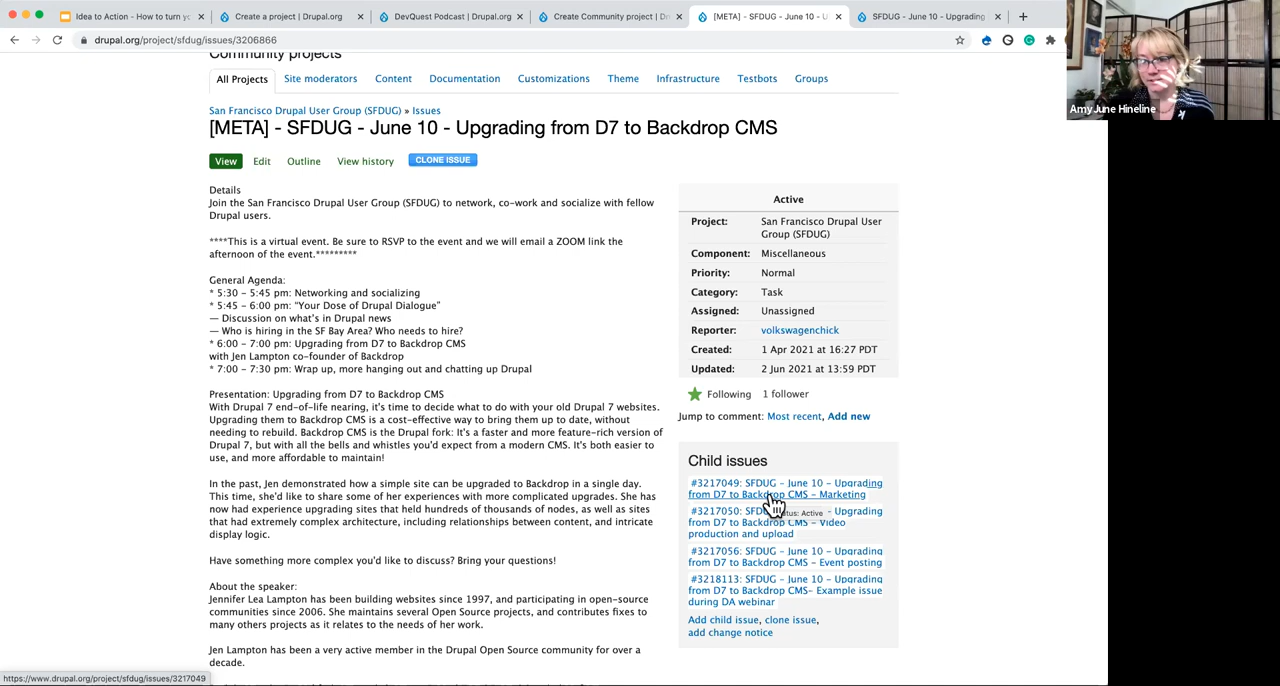 Idea to Action - How to turn yo
Create a project | Drupal.org
DevQuest Podcast | Drupal.org
Create Community project | Dr
[META] - SFDUG - June 10 - U
SFDUG - June 10 - Upgrading
drupal.org/project/sfdug/issues/3206866
AmyJune Hineline
Community projects
All Projects Site moderators Content Documentation Customizations Theme Infrastructure Testbots Groups
San Francisco Drupal User Group (SFDUG) » Issues
[META] - SFDUG - June 10 - Upgrading from D7 to Backdrop CMS
View Edit Outline View history CLONE ISSUE
Details
Join the San Francisco Drupal User Group (SFDUG) to network, co-work and socialize with fellow
Drupal users.
****This is a virtual event. Be sure to RSVP to the event and we will email a ZOOM link the
afternoon of the event.*********
General Agenda:
* 5:30 – 5:45 pm: Networking and socializing
* 5:45 – 6:00 pm: “Your Dose of Drupal Dialogue”
— Discussion on what’s in Drupal news
— Who is hiring in the SF Bay Area? Who needs to hire?
* 6:00 – 7:00 pm: Upgrading from D7 to Backdrop CMS
with Jen Lampton co-founder of Backdrop
* 7:00 – 7:30 pm: Wrap up, more hanging out and chatting up Drupal
Presentation: Upgrading from D7 to Backdrop CMS
With Drupal 7 end-of-life nearing, it's time to decide what to do with your old Drupal 7 websites.
Upgrading them to Backdrop CMS is a cost-effective way to bring them up to date, without
needing to rebuild. Backdrop CMS is the Drupal fork: It's a faster and more feature-rich version of
Drupal 7, but with all the bells and whistles you'd expect from a modern CMS. It's both easier to
use, and more affordable to maintain!
In the past, Jen demonstrated how a simple site can be upgraded to Backdrop in a single day.
This time, she'd like to share some of her experiences with more complicated upgrades. She has
now had experience upgrading sites that held hundreds of thousands of nodes, as well as sites
that had extremely complex architecture, including relationships between content, and intricate
display logic.
Have something more complex you'd like to discuss? Bring your questions!
About the speaker:
Jennifer Lea Lampton has been building websites since 1997, and participating in open-source
communities since 2006. She maintains several Open Source projects, and contributes fixes to
many others projects as it relates to the needs of her work.
Jen Lampton has been a very active member in the Drupal Open Source community for over a
decade.
Active
Project: San Francisco Drupal User
Group (SFDUG)
Component: Miscellaneous
Priority: Normal
Category: Task
Assigned: Unassigned
Reporter: volkswagenchick
Created: 1 Apr 2021 at 16:27 PDT
Updated: 2 Jun 2021 at 13:59 PDT
Following 1 follower
Jump to comment: Most recent, Add new
Child issues
#3217049: SFDUG - June 10 - Upgrading
from D7 to Backdrop CMS - Marketing
#3217050: SFD - Upgrading
from D7 to Backdrop CMS - Video
production and upload
Status: Active
#3217056: SFDUG - June 10 - Upgrading
from D7 to Backdrop CMS - Event posting
#3218113: SFDUG - June 10 - Upgrading
from D7 to Backdrop CMS- Example issue
during DA webinar
Add child issue, clone issue,
add change notice
https://www.drupal.org/project/sfdug/issues/3217049